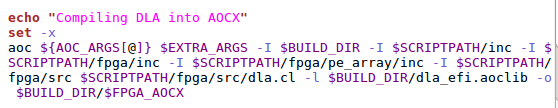 echo "Compiling DLA into AOCX"
set -x
aoc ${AOC_ARGS[@]} $EXTRA_ARGS -I $BUILD_DIR -I $SCRIPTPATH/inc -I $
SCRIPTPATH/fpga/inc -I $SCRIPTPATH/fpga/pe_array/inc -I $SCRIPTPATH/
fpga/src $SCRIPTPATH/fpga/src/dla.cl -l $BUILD_DIR/dla_efi.aoclib -o
$BUILD_DIR/$FPGA_AOCX